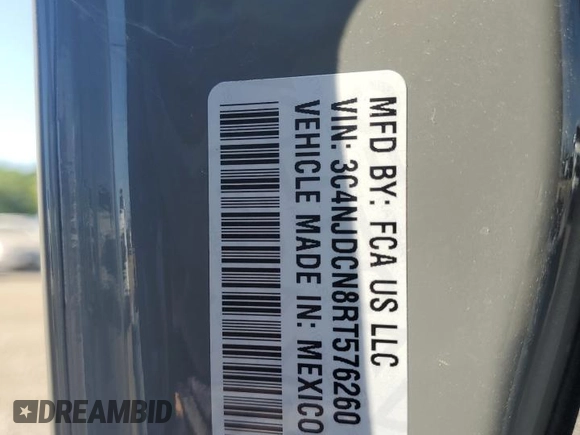 MFD BY: FCA US LLC
VIN: 3C4NJDCN8RT576260
VEHICLE MADE IN: MEXICO
DREAMBID